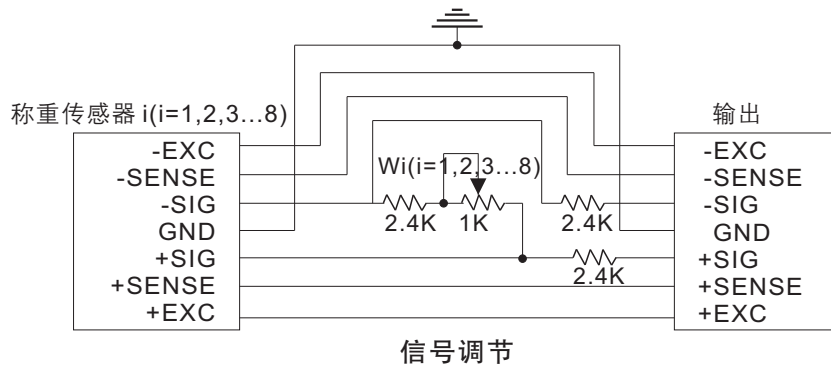 称重传感器 i(i=1,2,3...8)
输出
-EXC
-SENSE
-SIG
GND
+SIG
+SENSE
+EXC
Wi(i=1,2,3...8)
2.4K
1K
2.4K
2.4K
-EXC
-SENSE
-SIG
GND
+SIG
+SENSE
+EXC
信号调节